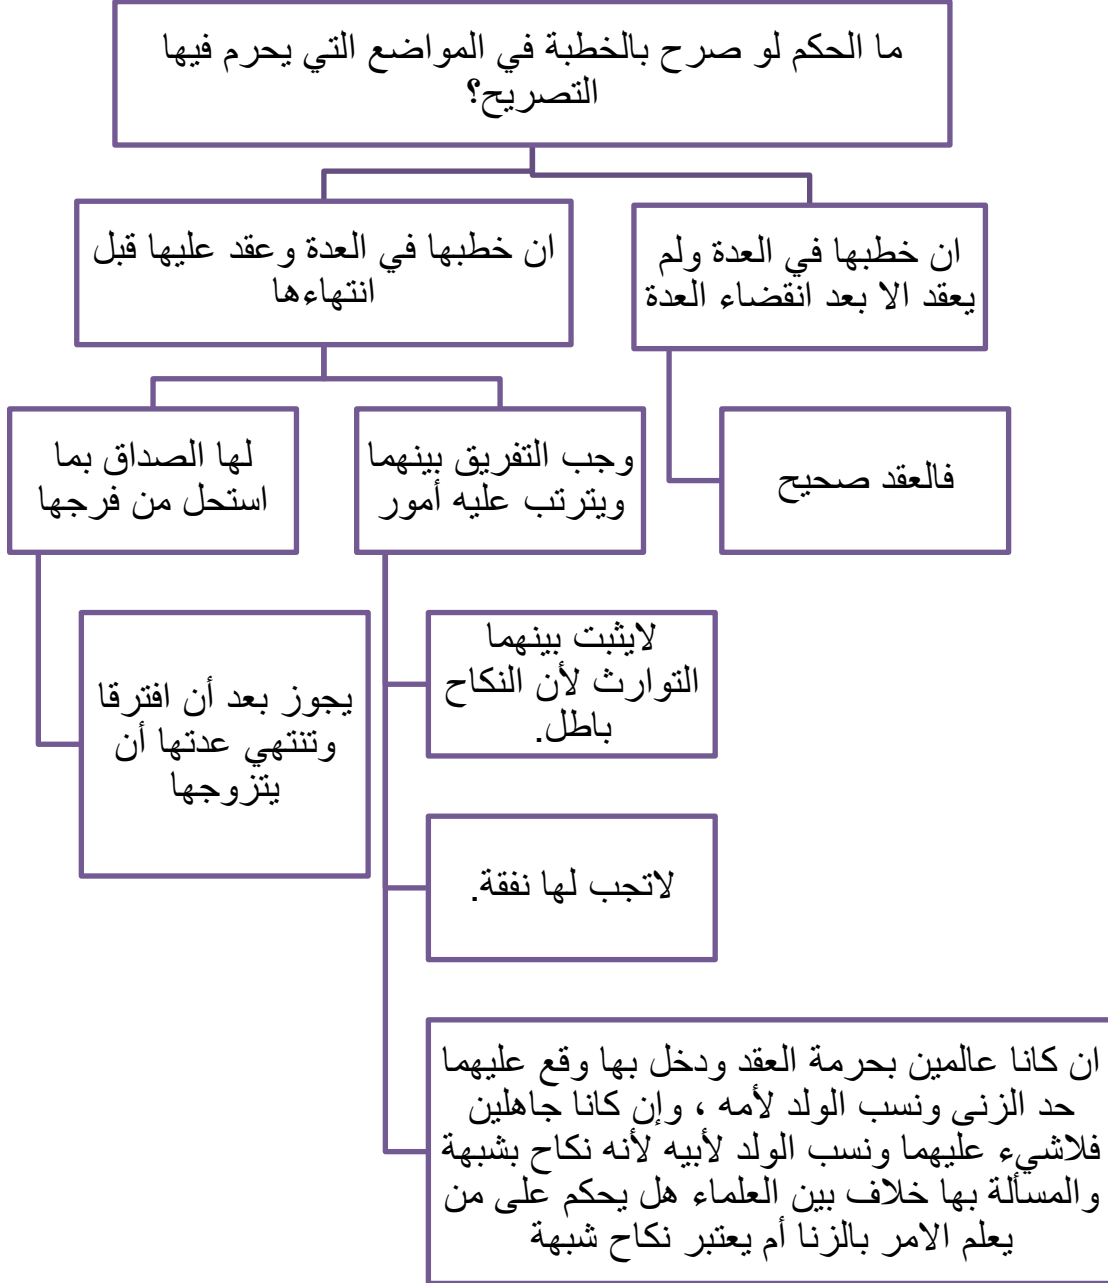 ما الحكم لو صرح بالخطبة في المواضع التي يحرم فيها
التصريح؟
ان خطبها في العدة ولم
يعقد الا بعد انقضاء العدة
فالعقد صحيح
ان خطبها في العدة وعقد عليها قبل
انتهاءها
وجب التفريق بينهما
ويترتب عليه أمور
لايثبت بينهما
التوارث لأن النكاح
باطل.
لاتجب لها نفقة.
ان كانا عالمين بحرمة العقد ودخل بها وقع عليهما
حد الزنى ونسب الولد لأمه ، وإن كانا جاهلين
فلاشيء عليهما ونسب الولد لأبيه لأنه نكاح بشبهة
والمسألة بها خلاف بين العلماء هل يحكم على من
يعلم الامر بالزنا أم يعتبر نكاح شبهة
لها الصداق بما
استحل من فرجها
يجوز بعد أن افترقا
وتنتهي عدتها أن
يتزوجها